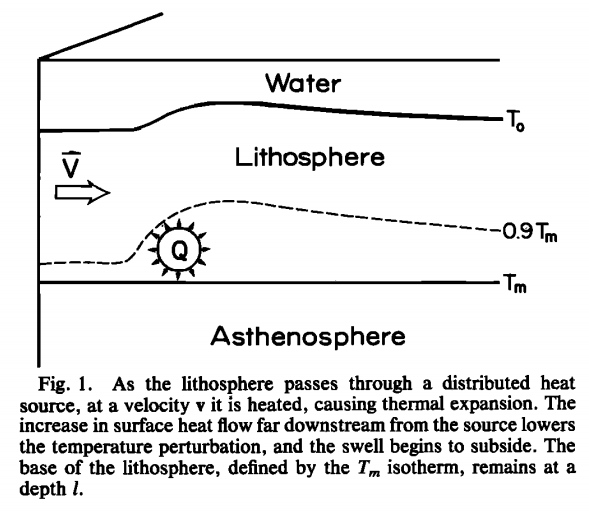 Water
T₀
Lithosphere
V̄
0.9 Tₘ
Q
Tₘ
Asthenosphere
Fig. 1. As the lithosphere passes through a distributed heat
source, at a velocity v it is heated, causing thermal expansion. The
increase in surface heat flow far downstream from the source lowers
the temperature perturbation, and the swell begins to subside. The
base of the lithosphere, defined by the Tₘ isotherm, remains at a
depth l.